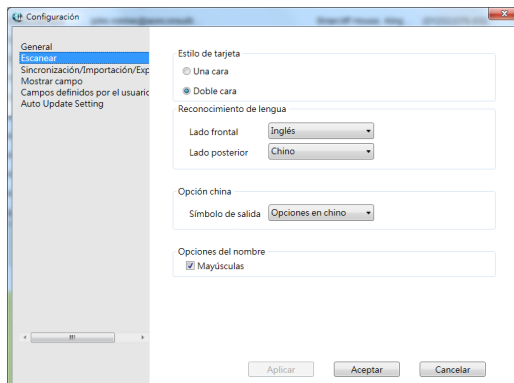 Configuración
General
Escanear
Sincronización/Importación/Exp
Mostrar campo
Campos definidos por el usuario
Auto Update Setting
Estilo de tarjeta
Una cara
Doble cara
Reconocimiento de lengua
Lado frontal Inglés
Lado posterior Chino
Opción china
Símbolo de salida Opciones en chino
Opciones del nombre
Mayúsculas
Aplicar Aceptar Cancelar